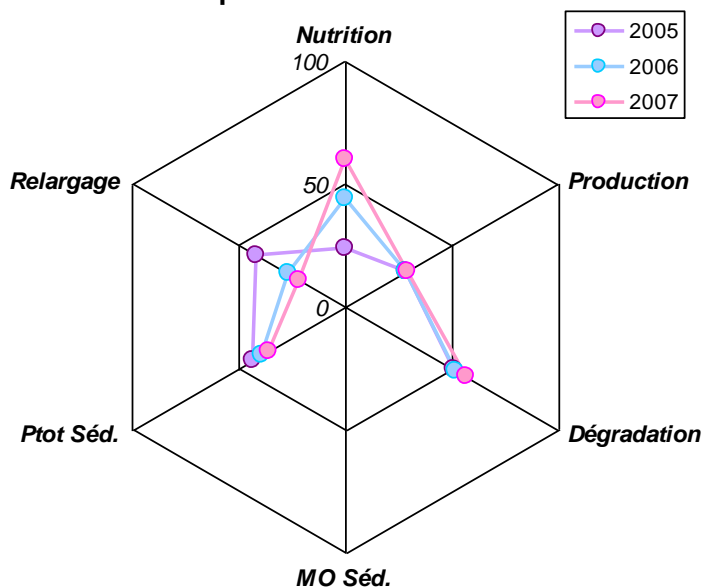 Nutrition
100
2005
2006
2007
Relargage
50
Production
0
Ptot Séd.
Dégradation
MO Séd.